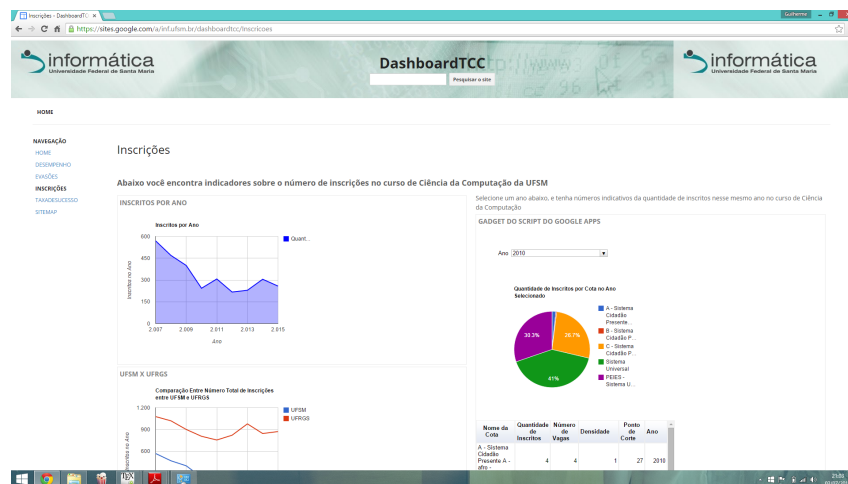 Inscrições - DashboardTC
Guilherme
https://sites.google.com/a/inf.ufsm.br/dashboardtcc/inscricoes
informática
Universidade Federal de Santa Maria
DashboardTCC
Pesquisar o site
informática
Universidade Federal de Santa Maria
HOME
NAVEGAÇÃO
HOME
DESEMPENHO
EVASÕES
INSCRIÇÕES
TAXADESUCESSO
SITEMAP
Inscrições
Abaixo você encontra indicadores sobre o número de inscrições no curso de Ciência da Computação da UFSM
INSCRITOS POR ANO
Inscritos por Ano
600
450
300
150
0
Inscritos no Ano
2.007 2.009 2.011 2.013 2.015
Ano
Quant...
UFSM X UFRGS
Comparação Entre Número Total de Inscrições
entre UFSM e UFRGS
1.200
900
600
UFSM
UFRGS
Selecione um ano abaixo, e tenha números indicativos da quantidade de inscritos nesse mesmo ano no curso de Ciência
da Computação
GADGET DO SCRIPT DO GOOGLE APPS
Ano 2010
Quantidade de Inscritos por Cota no Ano
Selecionado
30.3%
26.7%
41%
A - Sistema
Cidadão
Presente...
B - Sistema
Cidadão P...
C - Sistema
Cidadão P...
Sistema
Universal
PEIES -
Sistema U...
Nome da Cota Quantidade de Inscritos Número de Vagas Densidade Ponto de Corte Ano
A - Sistema
Cidadão
Presente A - 4 4 1 27 2010
afro -
TEX